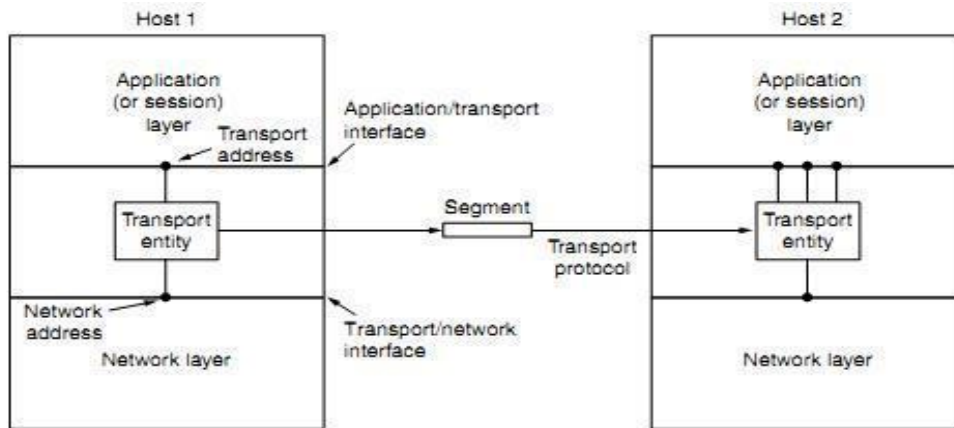 Host 1
Host 2
Application
(or session)
layer
Transport
address
Application/transport
interface
Application
(or session)
layer
Transport
entity
Segment
Transport
protocol
Transport
entity
Network
address
Transport/network
interface
Network layer
Network layer